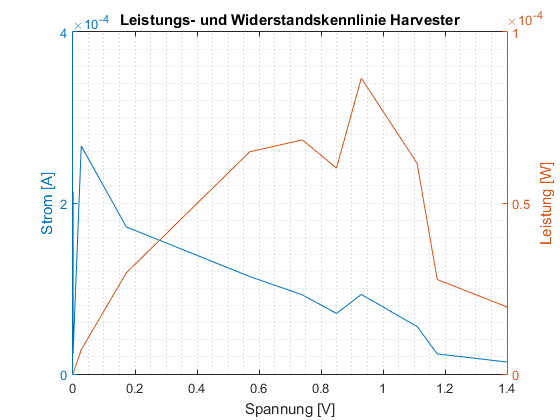 Leistungs- und Widerstandskennlinie Harvester
×10⁻⁴
×10⁻⁴
4
2
0
Strom [A]
1
0.5
0
Leistung [W]
0 0.2 0.4 0.6 0.8 1 1.2 1.4
Spannung [V]